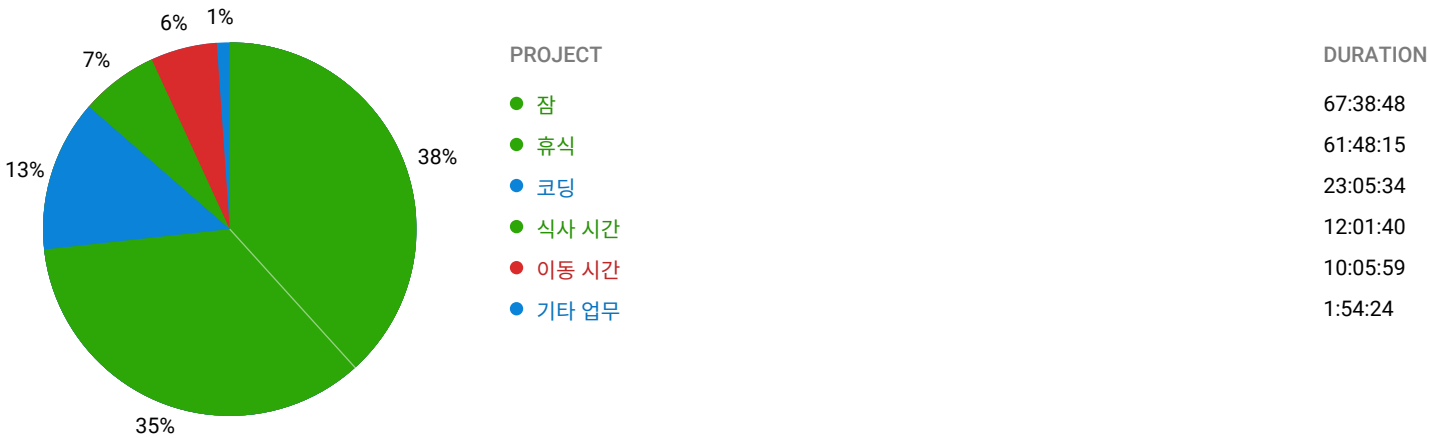 6% 1%
7%
13%
38%
35%
PROJECT DURATION
잠 67:38:48
휴식 61:48:15
코딩 23:05:34
식사 시간 12:01:40
이동 시간 10:05:59
기타 업무 1:54:24